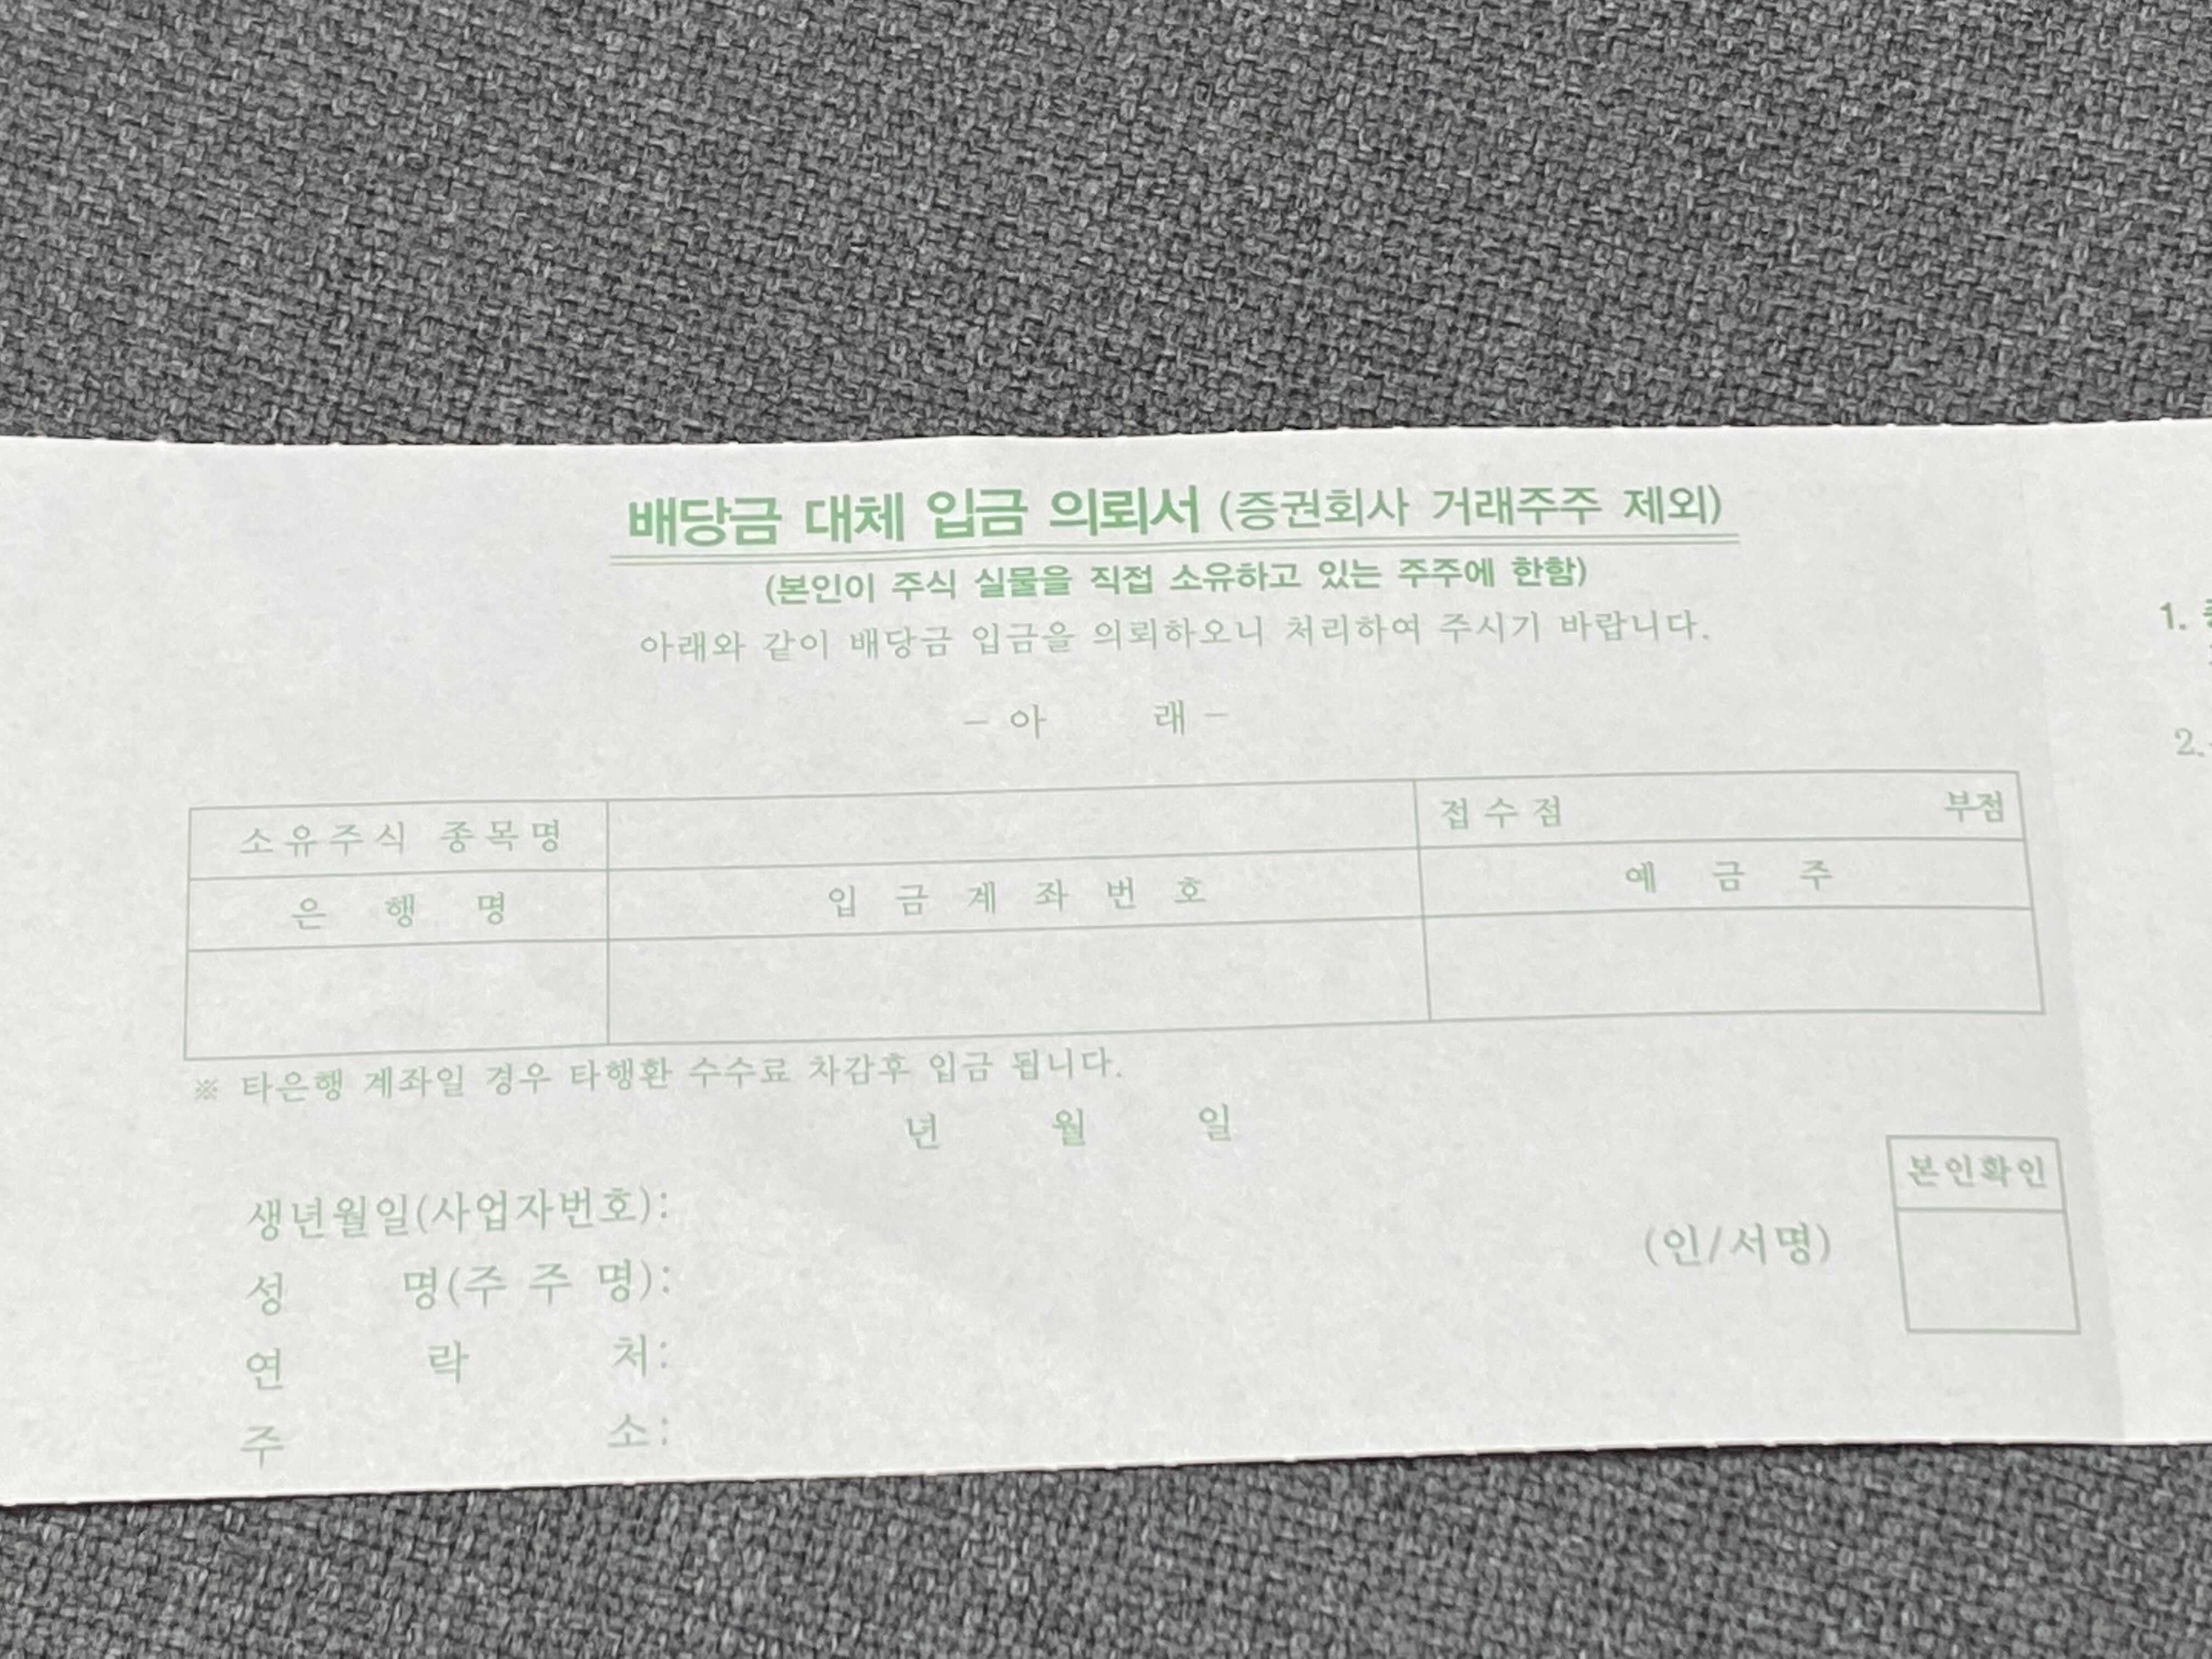 배당금 대체 입금 의뢰서 (증권회사 거래주주 제외)
(본인이 주식 실물을 직접 소유하고 있는 주주에 한함)
아래와 같이 배당금 입금을 의뢰하오니 처리하여 주시기 바랍니다.
1.
- 아 래 -
2.
소유주식 종목명 접수점 부점
은 행 명 입 금 계 좌 번 호 예 금 주
※ 타은행 계좌일 경우 타행환 수수료 차감후 입금 됩니다.
년 월 일
본인확인
생년월일(사업자번호):
(인/서명)
성 명(주 주 명):
연 락 처:
주 소: